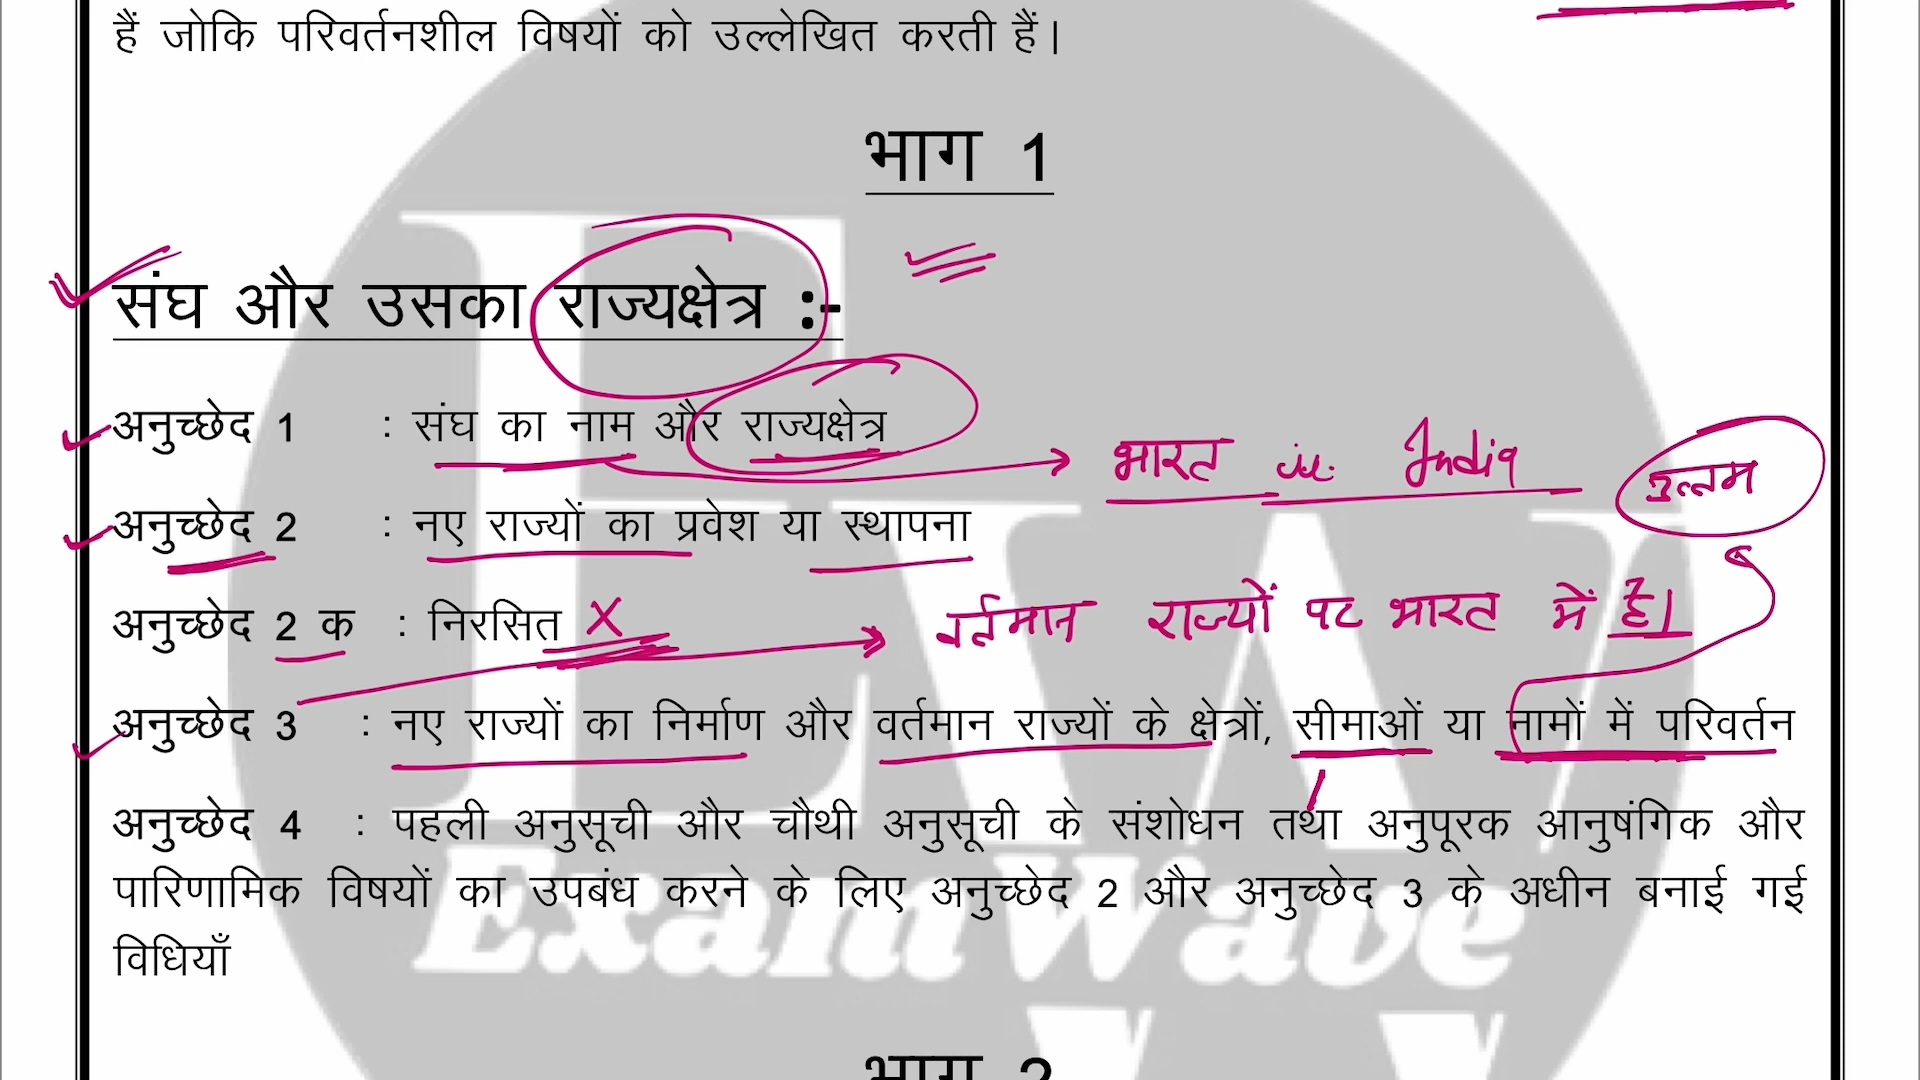 हैं जोकि परिवर्तनशील विषयों को उल्लेखित करती हैं।
भाग 1
संघ और उसका राज्यक्षेत्र :-
अनुच्छेद 1 : संघ का नाम और राज्यक्षेत्र
भारत i.e. India
अनुच्छेद 2 : नए राज्यों का प्रवेश या स्थापना
अनुच्छेद 2 क : निरसित X
वर्तमान राज्यों पट भारत में है।
अनुच्छेद 3 : नए राज्यों का निर्माण और वर्तमान राज्यों के क्षेत्रों, सीमाओं या नामों में परिवर्तन
अनुच्छेद 4 : पहली अनुसूची और चौथी अनुसूची के संशोधन तथा अनुपूरक आनुषंगिक और
पारिणामिक विषयों का उपबंध करने के लिए अनुच्छेद 2 और अनुच्छेद 3 के अधीन बनाई गई
विधियाँ
ExamWave
भाग 2